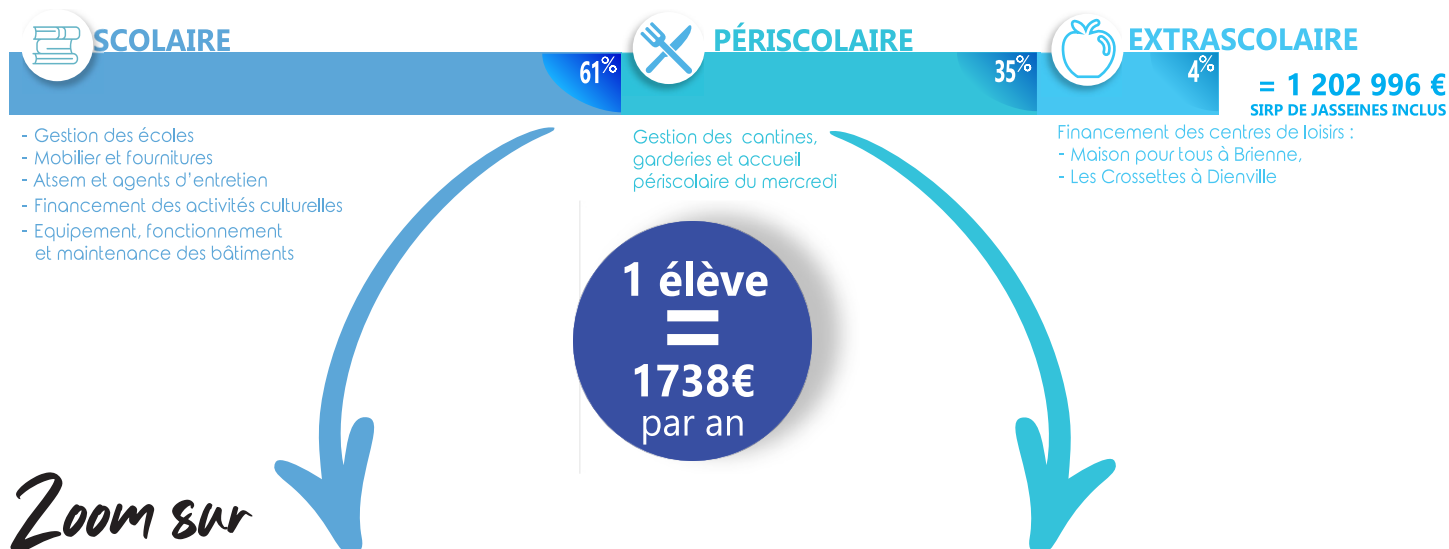 SCOLAIRE
61%
- Gestion des écoles
- Mobilier et fournitures
- Atsem et agents d'entretien
- Financement des activités culturelles
- Equipement, fonctionnement
et maintenance des bâtiments
PÉRISCOLAIRE
35%
Gestion des cantines,
garderies et accueil
périscolaire du mercredi
EXTRASCOLAIRE
4%
= 1 202 996 €
SIRP DE JASSEINES INCLUS
Financement des centres de loisirs :
- Maison pour tous à Brienne,
- Les Crossettes à Dienville
1 élève
=
1738€
par an
Zoom sur